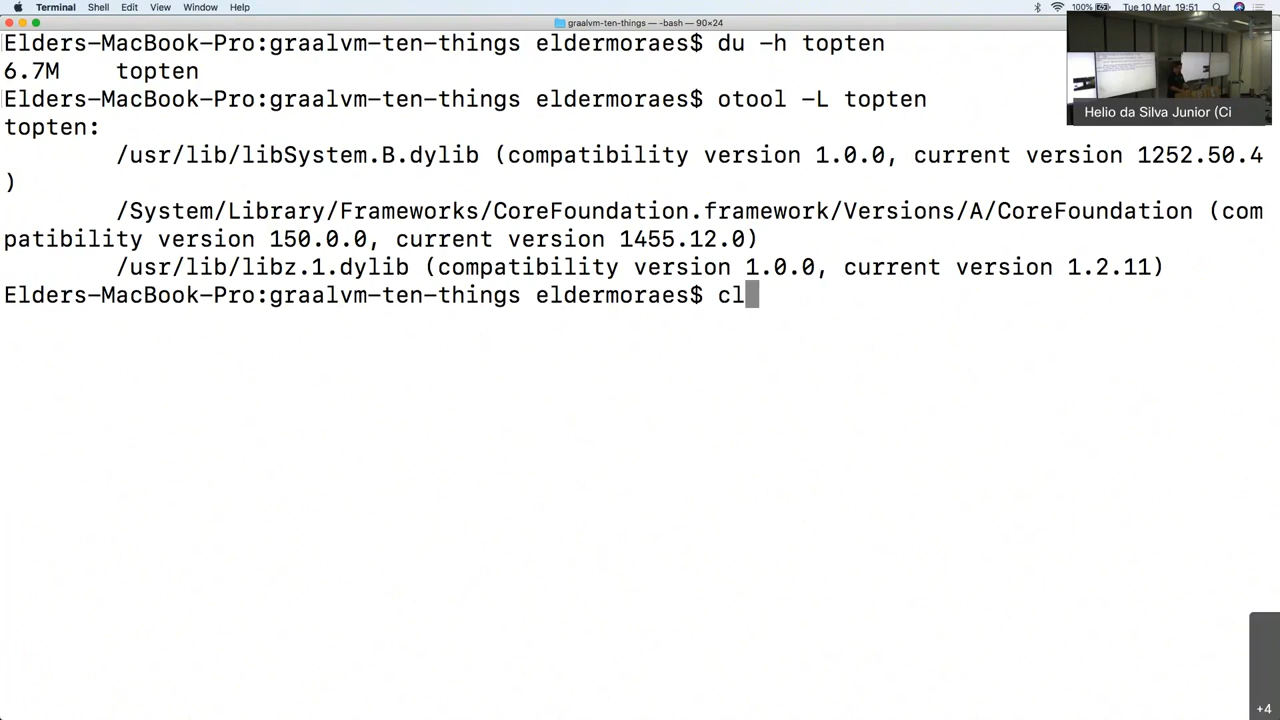 Terminal Shell Edit View Window Help
100% Tue 10 Mar 19:51
graalvm-ten-things — -bash — 90×24
Elders-MacBook-Pro:graalvm-ten-things eldermoraes$ du -h topten
6.7M topten
Elders-MacBook-Pro:graalvm-ten-things eldermoraes$ otool -L topten
topten:
/usr/lib/libSystem.B.dylib (compatibility version 1.0.0, current version 1252.50.4
)
/System/Library/Frameworks/CoreFoundation.framework/Versions/A/CoreFoundation (com
patibility version 150.0.0, current version 1455.12.0)
/usr/lib/libz.1.dylib (compatibility version 1.0.0, current version 1.2.11)
Elders-MacBook-Pro:graalvm-ten-things eldermoraes$ cl
Helio da Silva Junior (Ci
+4